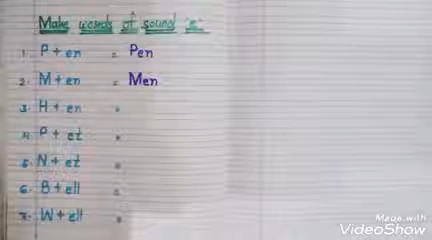 Make words of sound "e"
1. P + en = Pen
2. M + en = Men
3. H + en =
4. P + et =
5. N + et =
6. B + ell =
7. W + ell =
Made with
VideoShow